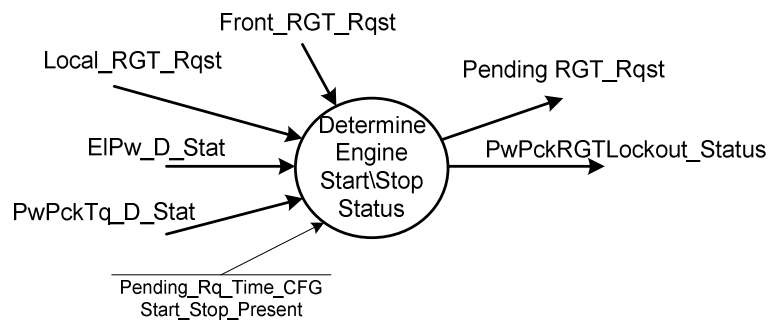 Front_RGT_Rqst
Local_RGT_Rqst
Pending RGT_Rqst
ElPw_D_Stat
PwPckTq_D_Stat
Determine
Engine
Start\Stop
Status
PwPckRGTLockout_Status
Pending_Rq_Time_CFG
Start_Stop_Present